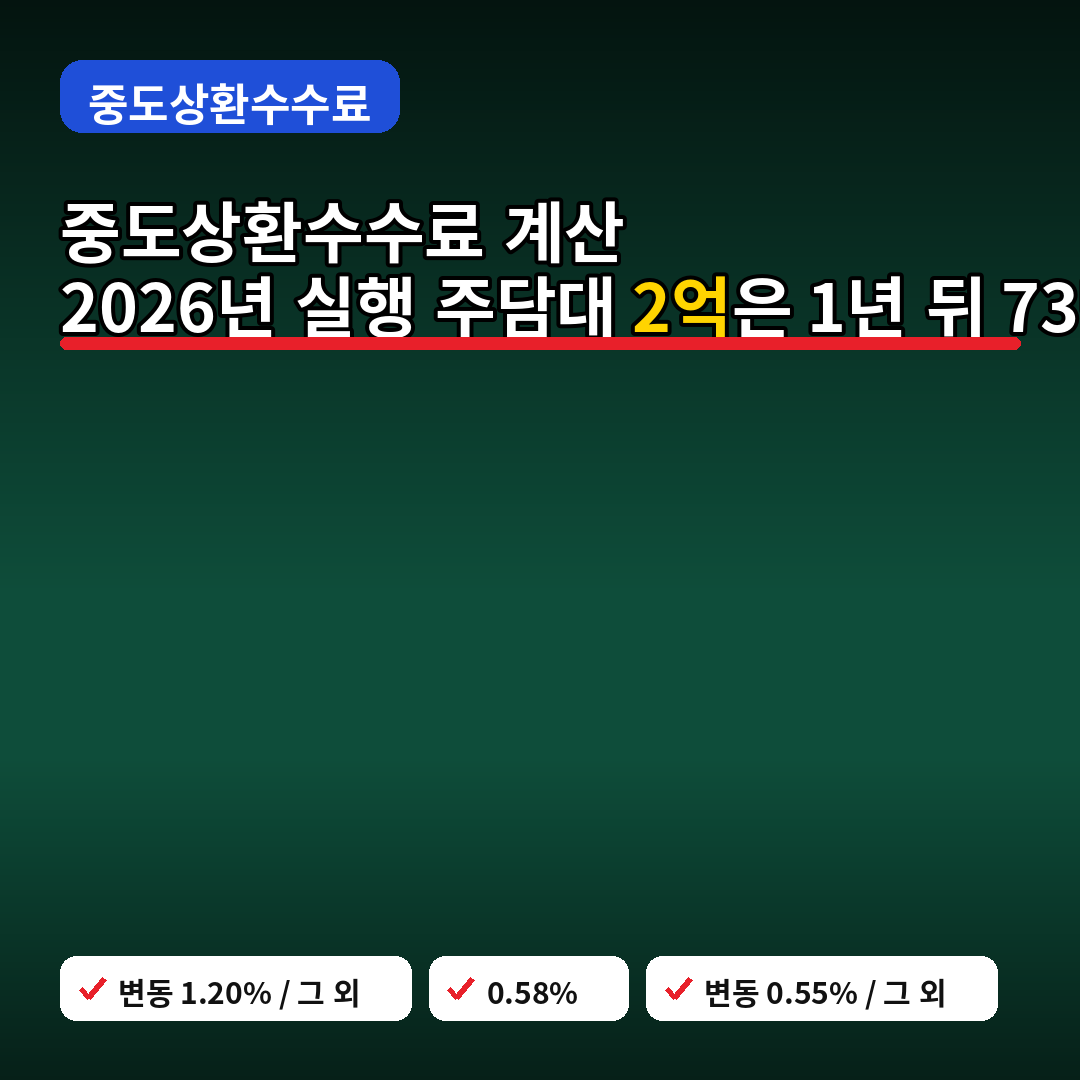 중도상환수수료
중도상환수수료 계산
2026년 실행 주담대 2억은 1년 뒤 73
변동 1.20% / 그 외
0.58%
변동 0.55% / 그 외